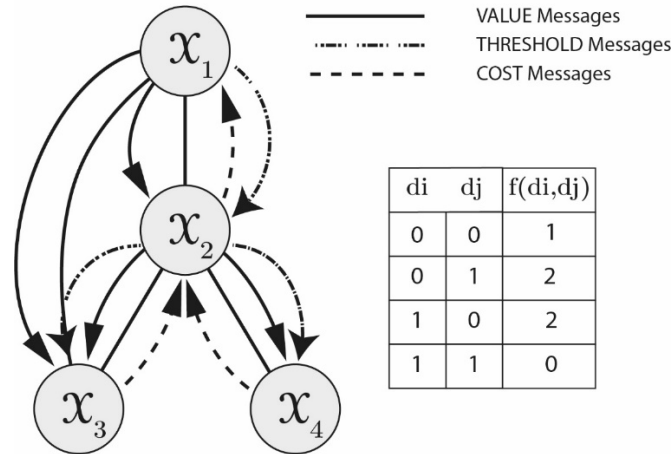 VALUE Messages
THRESHOLD Messages
COST Messages
x₁
x₂
x₃ x₄
di dj f(di,dj)
0 0 1
0 1 2
1 0 2
1 1 0